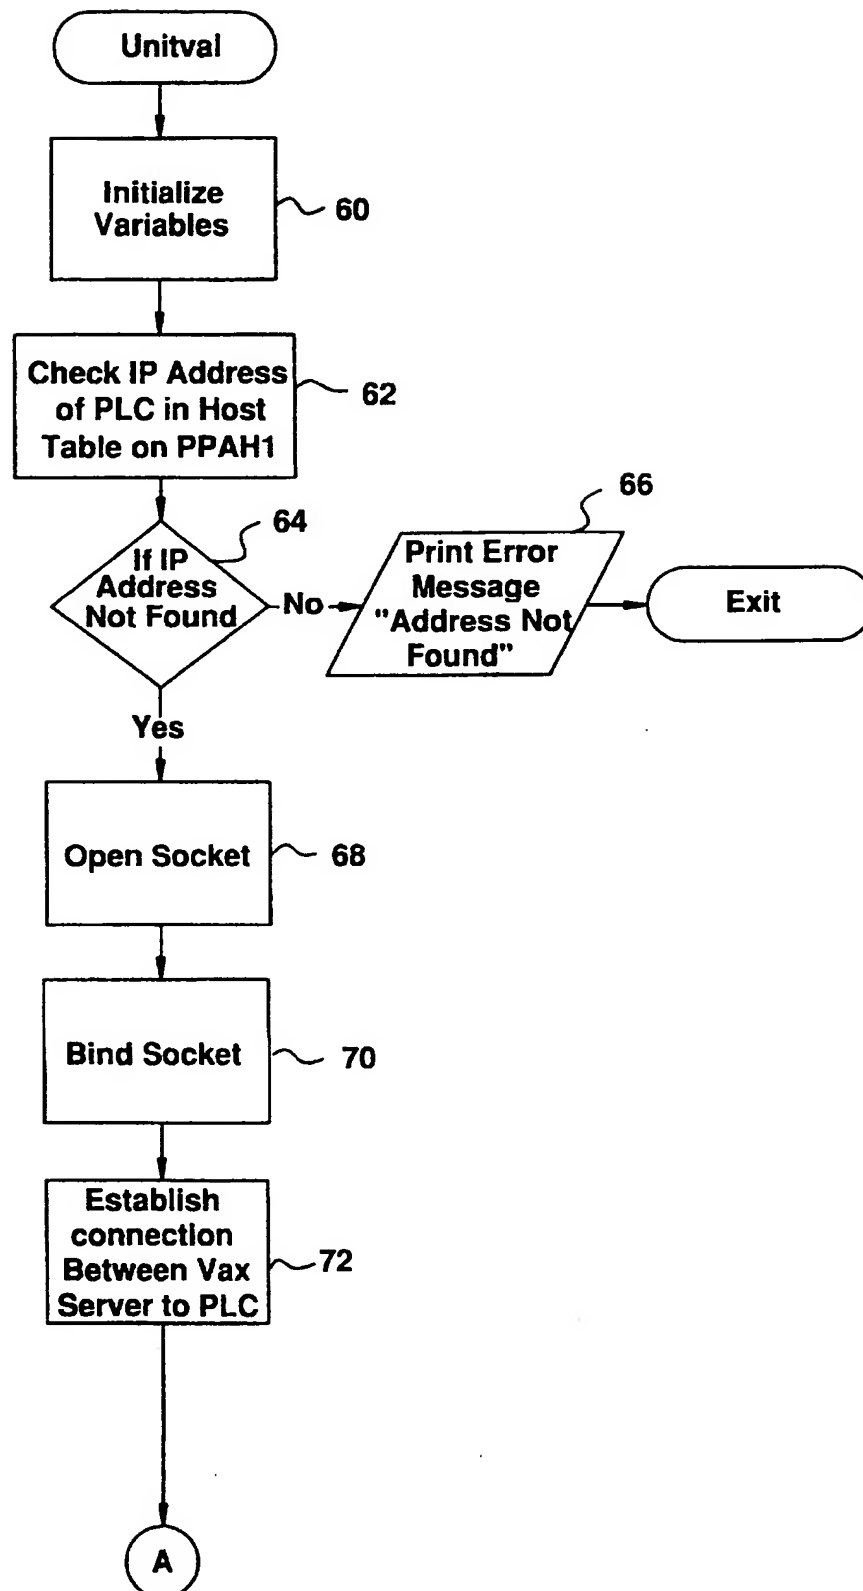 Unitval
Initialize
Variables
60
Check IP Address
of PLC in Host
Table on PPAH1
62
If IP
Address
Not Found
64
No
Print Error
Message
"Address Not
Found"
66
Exit
Yes
Open Socket
68
Bind Socket
70
Establish
connection
Between Vax
Server to PLC
72
A